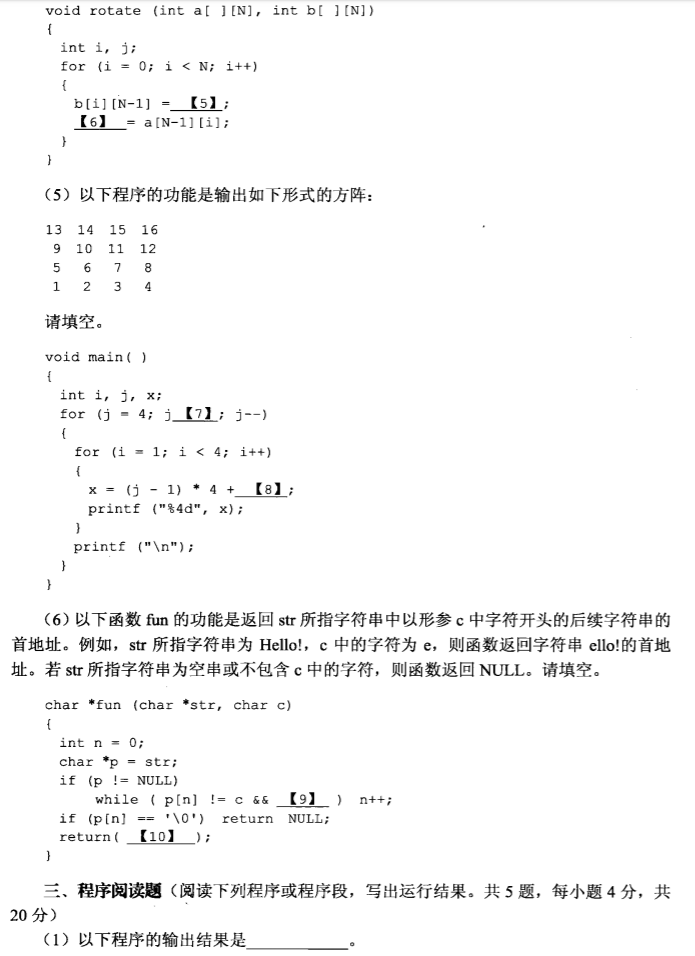 void rotate (int a[ ][N], int b[ ][N])
{
int i, j;
for (i = 0; i < N; i++)
{
b[i][N-1] = 【5】;
【6】 = a[N-1][i];
}
}
(5)以下程序的功能是输出如下形式的方阵:
13 14 15 16
9 10 11 12
5 6 7 8
1 2 3 4
请填空。
void main( )
{
int i, j, x;
for (j = 4; j 【7】; j--)
{
for (i = 1; i < 4; i++)
{
x = (j - 1) * 4 + 【8】;
printf ("%4d", x);
}
printf ("\n");
}
}
(6)以下函数 fun 的功能是返回 str 所指字符串中以形参 c 中字符开头的后续字符串的
首地址。例如,str 所指字符串为 Hello!,c 中的字符为 e,则函数返回字符串 ello!的首地
址。若 str 所指字符串为空串或不包含 c 中的字符,则函数返回 NULL。请填空。
char *fun (char *str, char c)
{
int n = 0;
char *p = str;
if (p != NULL)
while ( p[n] != c && 【9】 ) n++;
if (p[n] == '\0') return NULL;
return( 【10】 );
}
三、程序阅读题(阅读下列程序或程序段,写出运行结果。共 5 题,每小题 4 分,共
20 分)
(1)以下程序的输出结果是________。